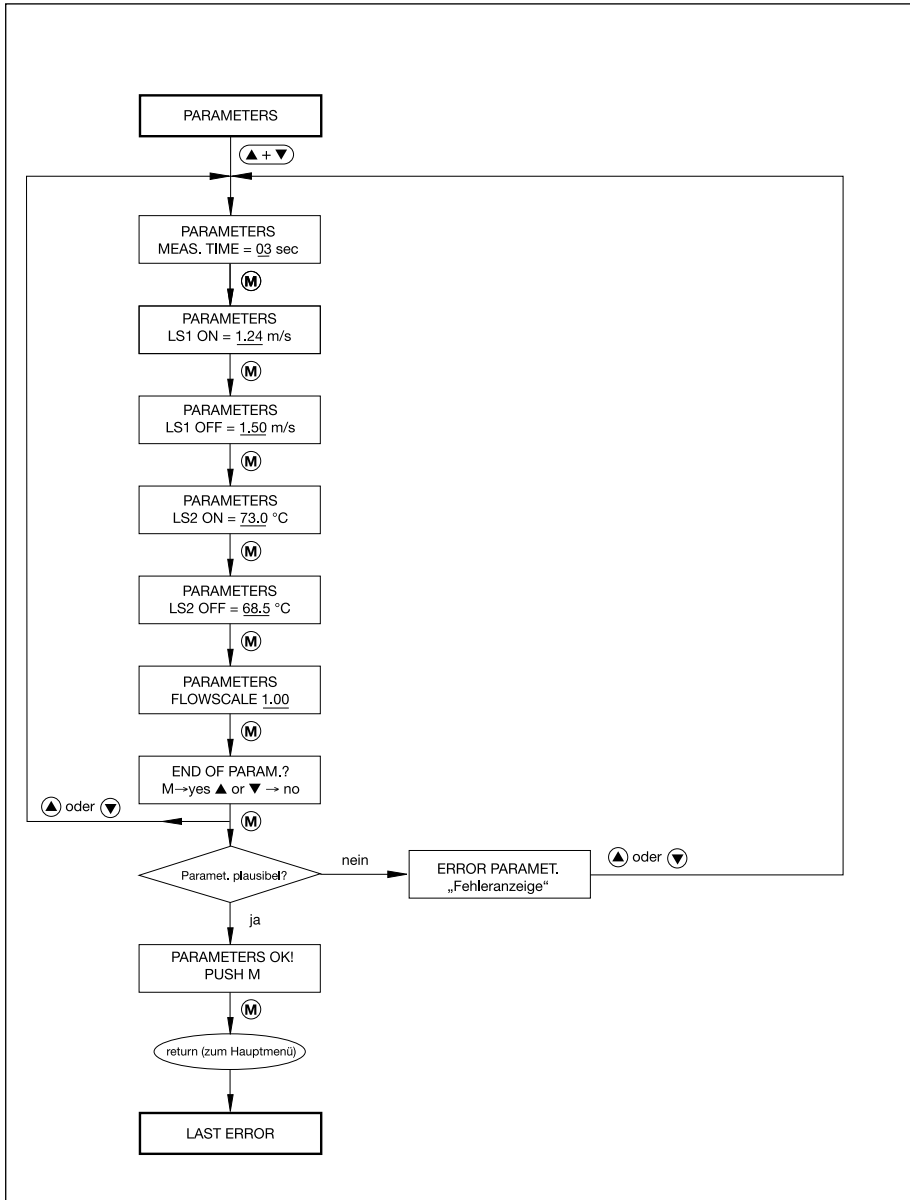 PARAMETERS
▲ + ▼
PARAMETERS
MEAS. TIME = 03 sec
M
PARAMETERS
LS1 ON = 1.24 m/s
M
PARAMETERS
LS1 OFF = 1.50 m/s
M
PARAMETERS
LS2 ON = 73.0 °C
M
PARAMETERS
LS2 OFF = 68.5 °C
M
PARAMETERS
FLOWSCALE 1.00
M
END OF PARAM.?
M→yes ▲ or ▼ → no
▲ oder ▼
M
Paramet. plausibel?
nein
ERROR PARAMET.
„Fehleranzeige“
▲ oder ▼
ja
PARAMETERS OK!
PUSH M
M
return (zum Hauptmenü)
LAST ERROR